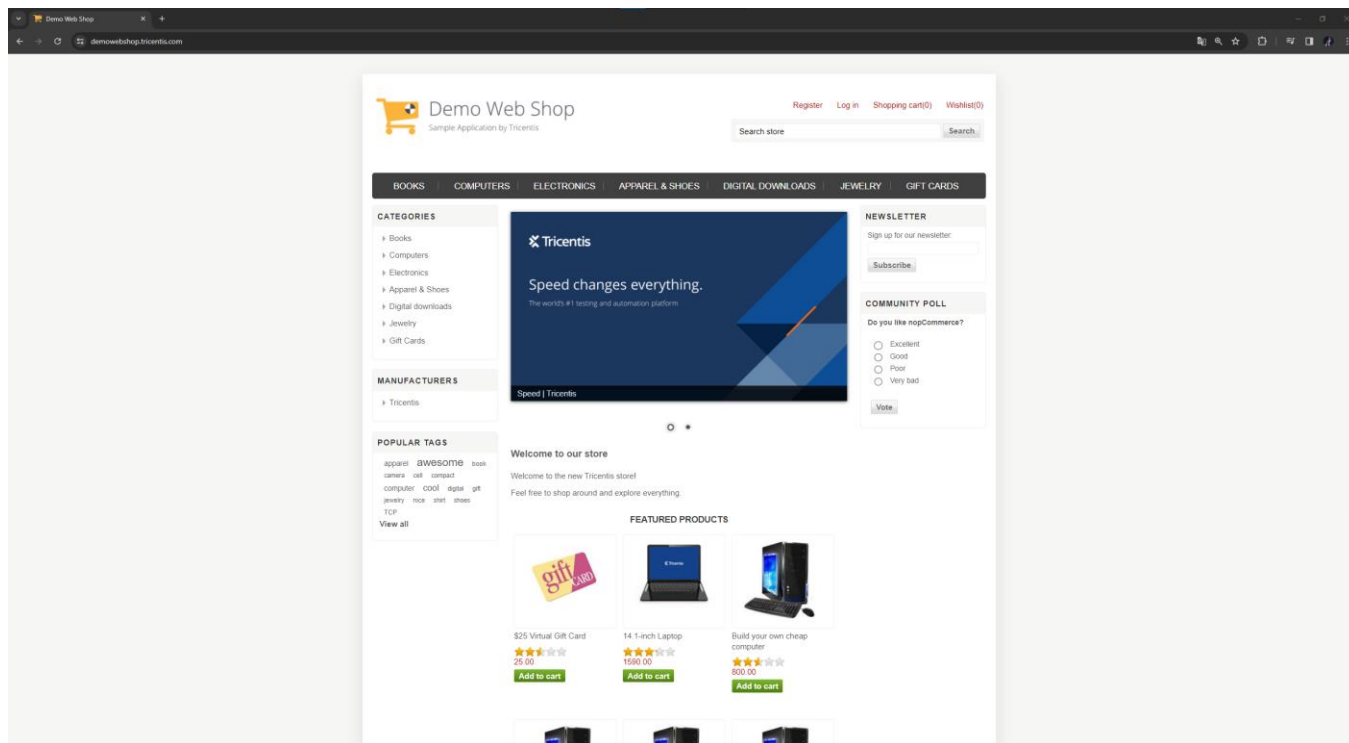 Demo Web Shop
demowebshop.tricentis.com
Demo Web Shop
Sample Application by Tricentis
Register Log in Shopping cart(0) Wishlist(0)
Search store Search
BOOKS COMPUTERS ELECTRONICS APPAREL & SHOES DIGITAL DOWNLOADS JEWELRY GIFT CARDS
CATEGORIES
Books
Computers
Electronics
Apparel & Shoes
Digital downloads
Jewelry
Gift Cards
MANUFACTURERS
Tricentis
POPULAR TAGS
apparel awesome book
camera cell compact
computer cool digital gift
jewelry nice shirt shoes
TCP
View all
Tricentis
Speed changes everything.
The world's #1 testing and automation platform
Speed | Tricentis
Welcome to our store
Welcome to the new Tricentis store!
Feel free to shop around and explore everything.
FEATURED PRODUCTS
gift CARD
Tricentis
$25 Virtual Gift Card
25.00
Add to cart
14.1-inch Laptop
1590.00
Add to cart
Build your own cheap
computer
800.00
Add to cart
NEWSLETTER
Sign up for our newsletter:
Subscribe
COMMUNITY POLL
Do you like nopCommerce?
Excellent
Good
Poor
Very bad
Vote